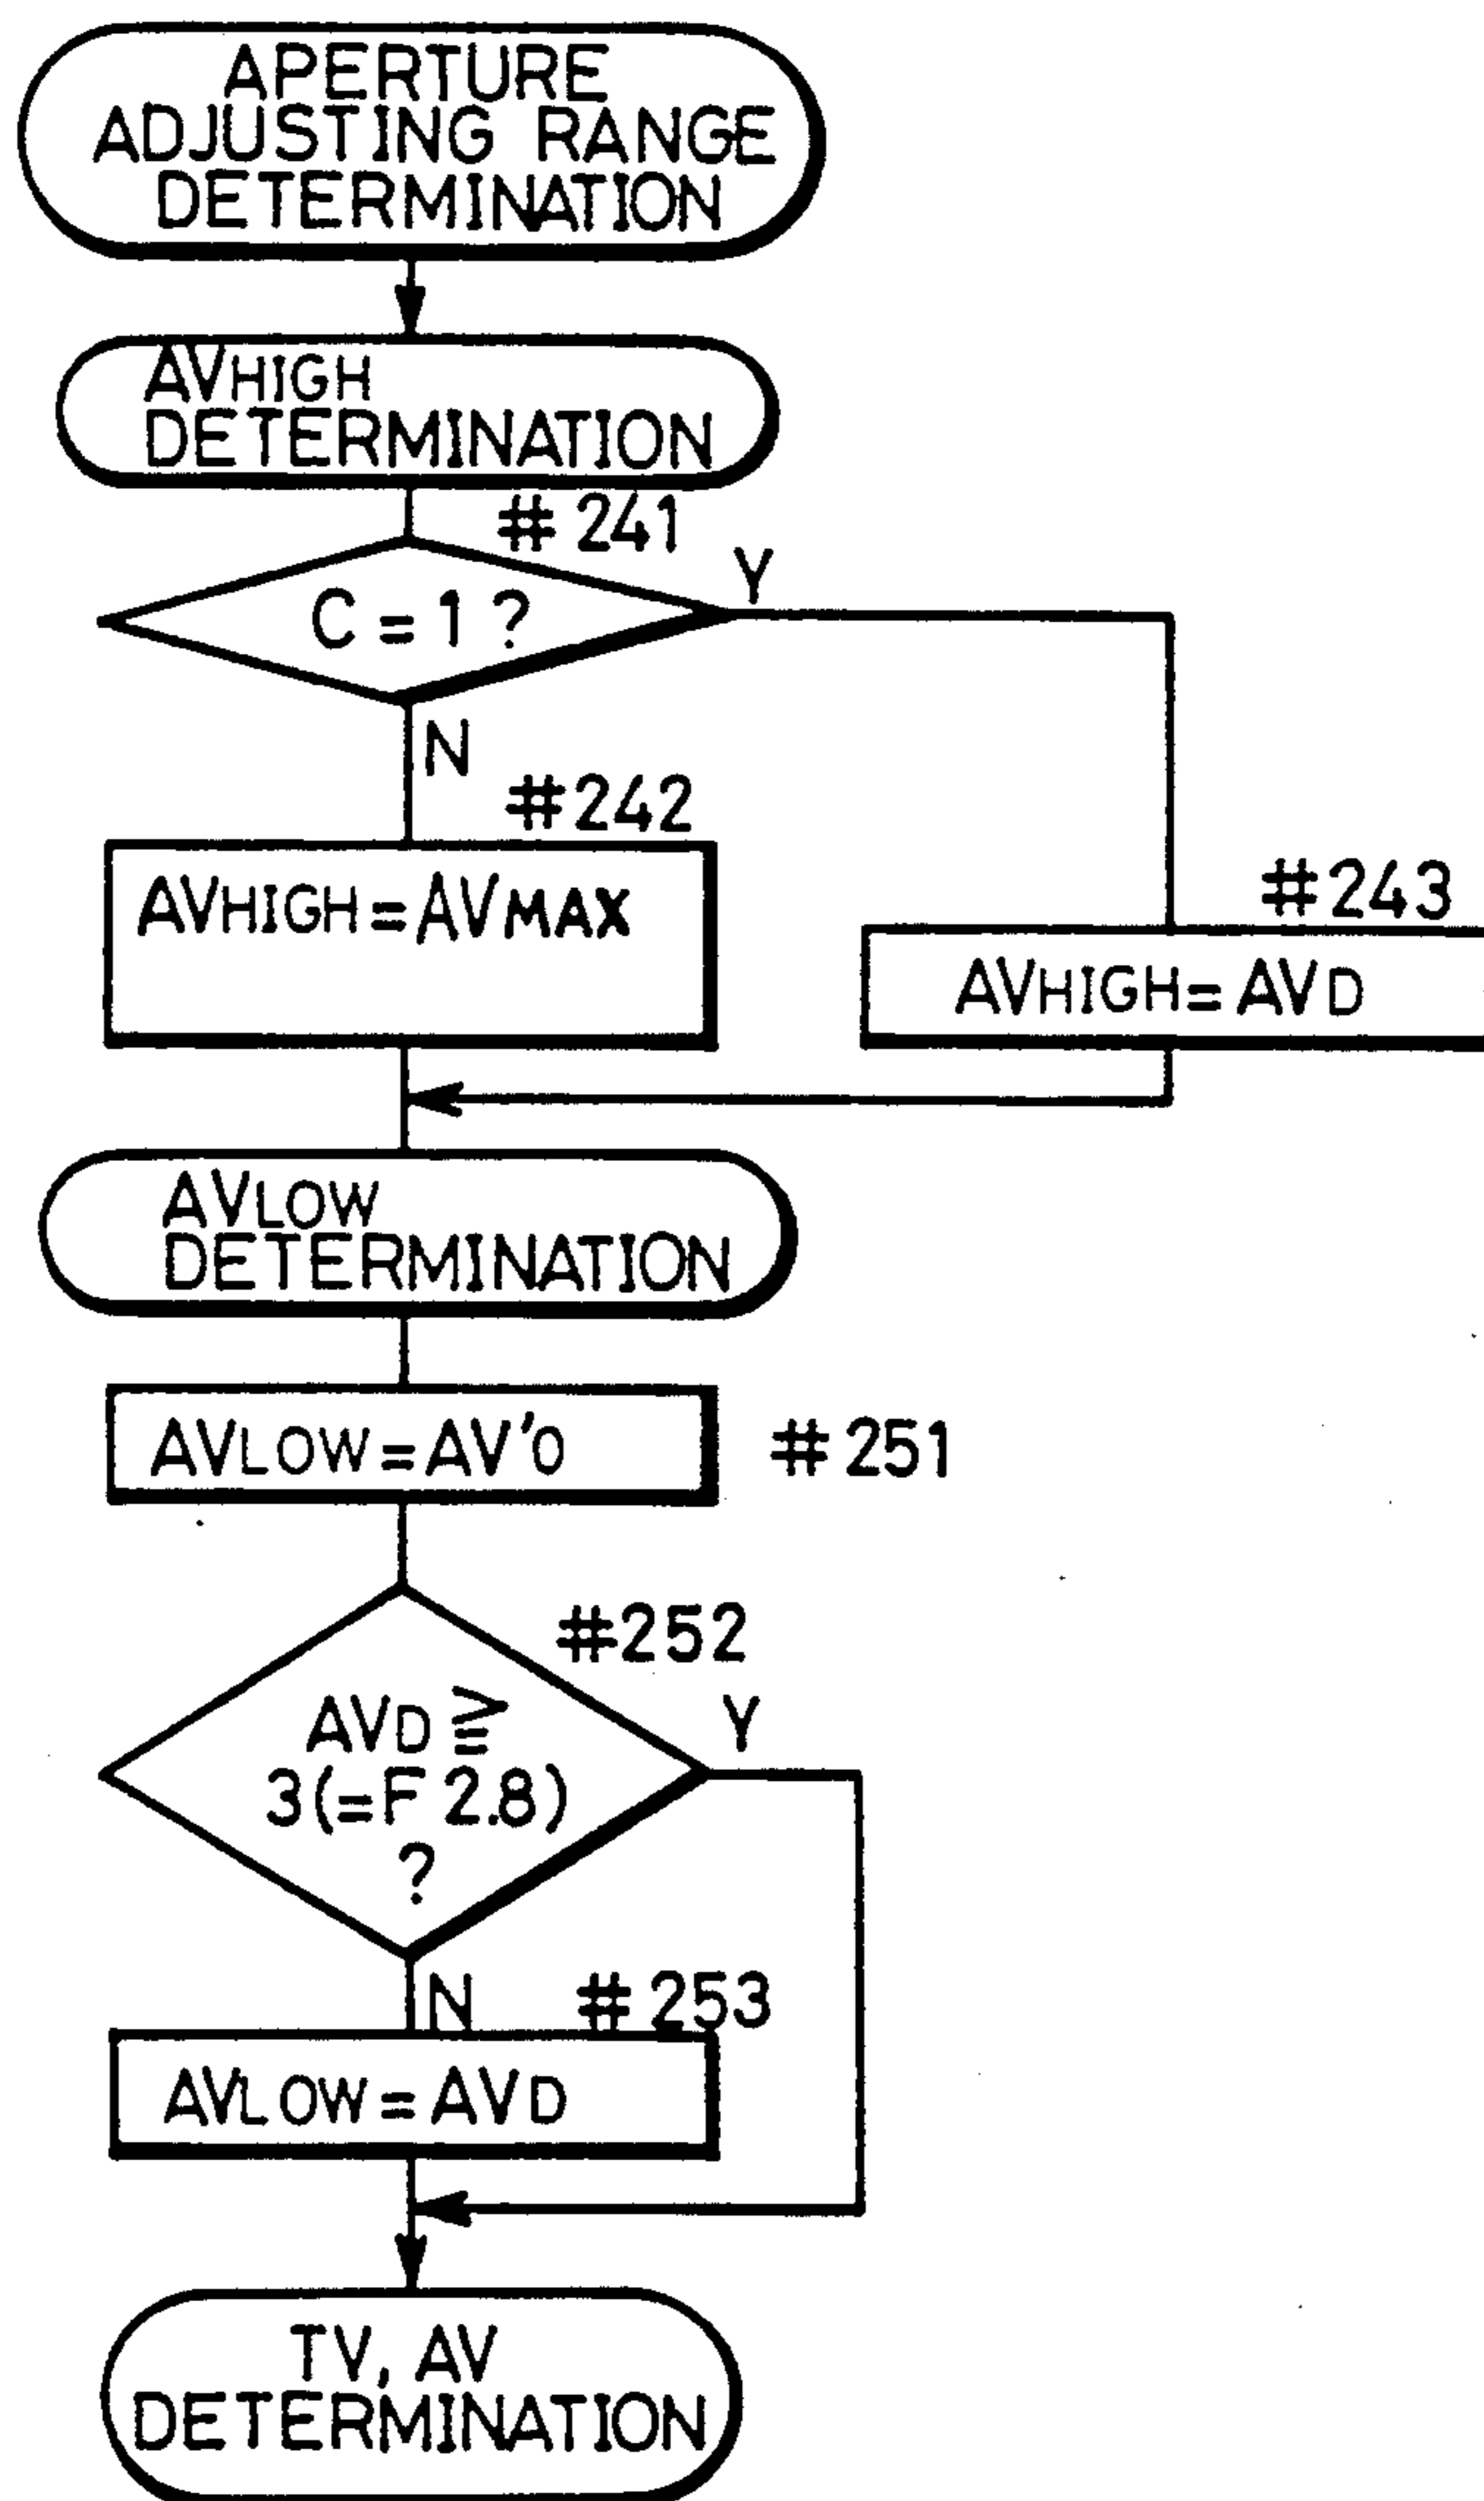 APERTURE
ADJUSTING RANGE
DETERMINATION
AVHIGH
DETERMINATION
#241
C=1?
Y
N
#242
AVHIGH=AVMAX
#243
AVHIGH=AVD
AVLOW
DETERMINATION
AVLOW=AV'0
#251
#252
AVD≧
3(=F2.8)
?
Y
N
#253
AVLOW=AVD
TV, AV
DETERMINATION